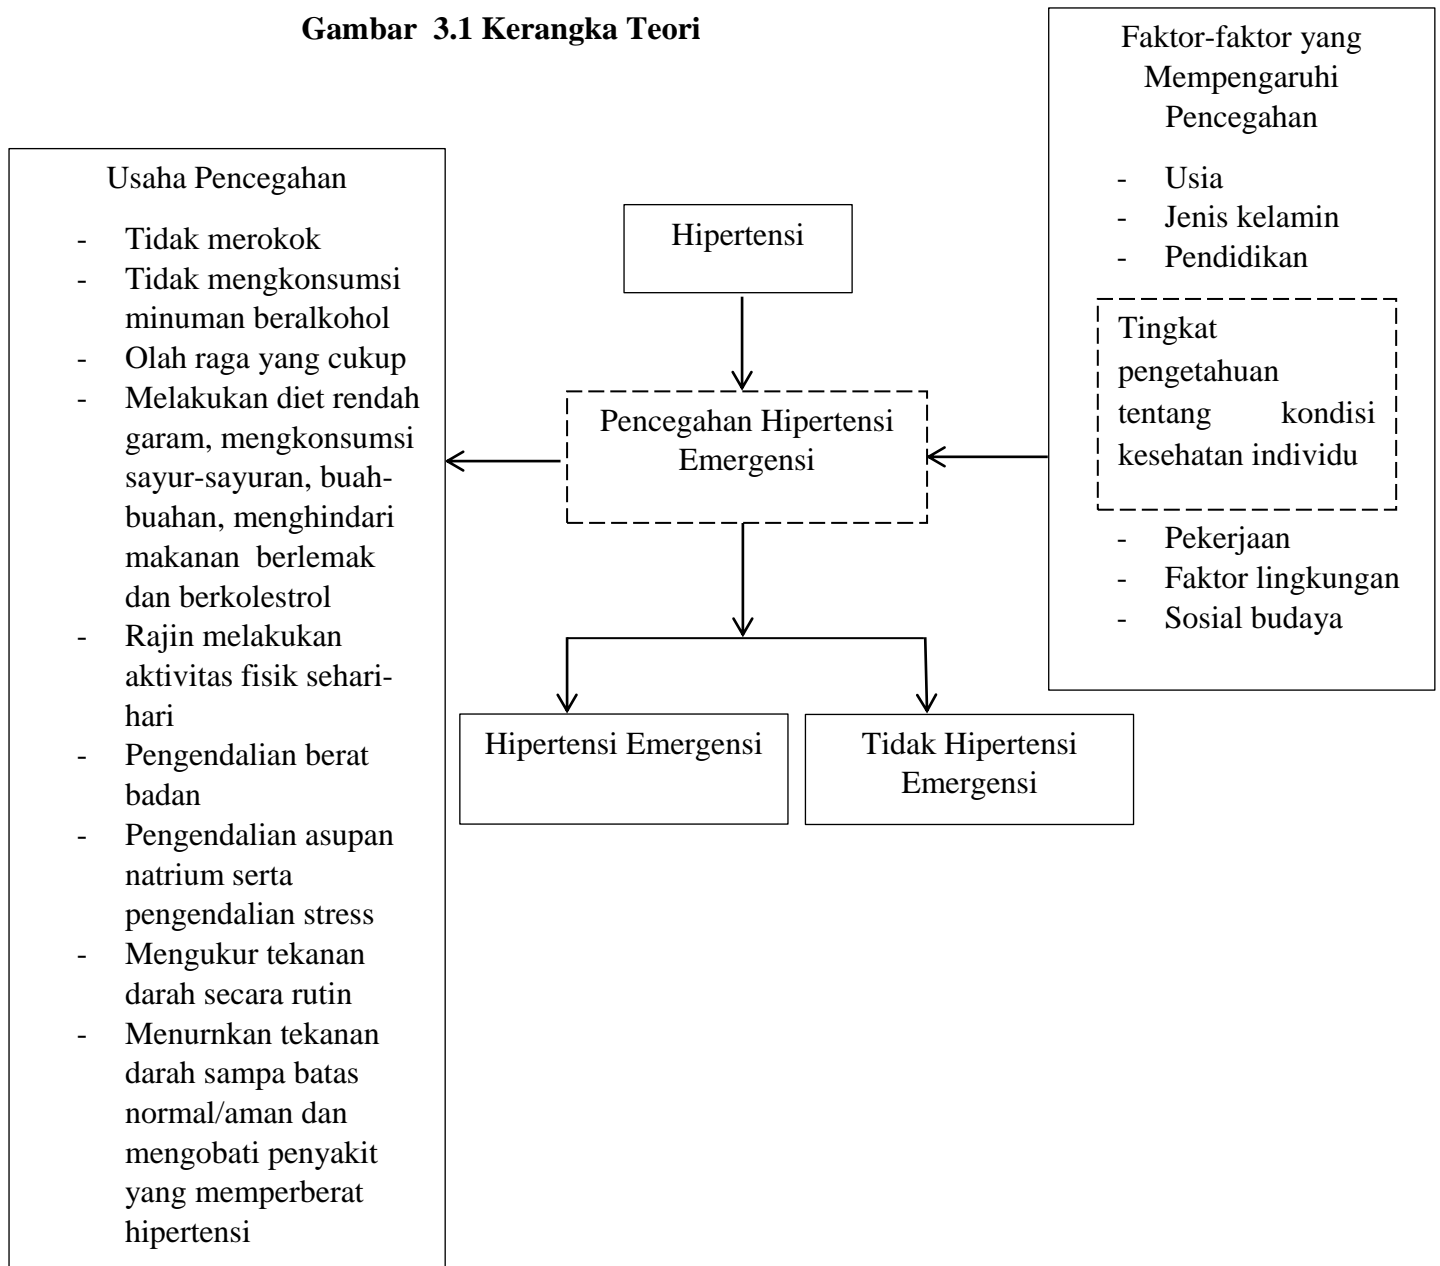 Gambar 3.1 Kerangka Teori
Usaha Pencegahan
- Tidak merokok
- Tidak mengkonsumsi
minuman beralkohol
- Olah raga yang cukup
- Melakukan diet rendah
garam, mengkonsumsi
sayur-sayuran, buah-
buahan, menghindari
makanan berlemak
dan berkolestrol
- Rajin melakukan
aktivitas fisik sehari-
hari
- Pengendalian berat
badan
- Pengendalian asupan
natrium serta
pengendalian stress
- Mengukur tekanan
darah secara rutin
- Menurnkan tekanan
darah sampa batas
normal/aman dan
mengobati penyakit
yang memperberat
hipertensi
Hipertensi
Pencegahan Hipertensi
Emergensi
Hipertensi Emergensi
Tidak Hipertensi
Emergensi
Faktor-faktor yang
Mempengaruhi
Pencegahan
- Usia
- Jenis kelamin
- Pendidikan
Tingkat
pengetahuan
tentang kondisi
kesehatan individu
- Pekerjaan
- Faktor lingkungan
- Sosial budaya